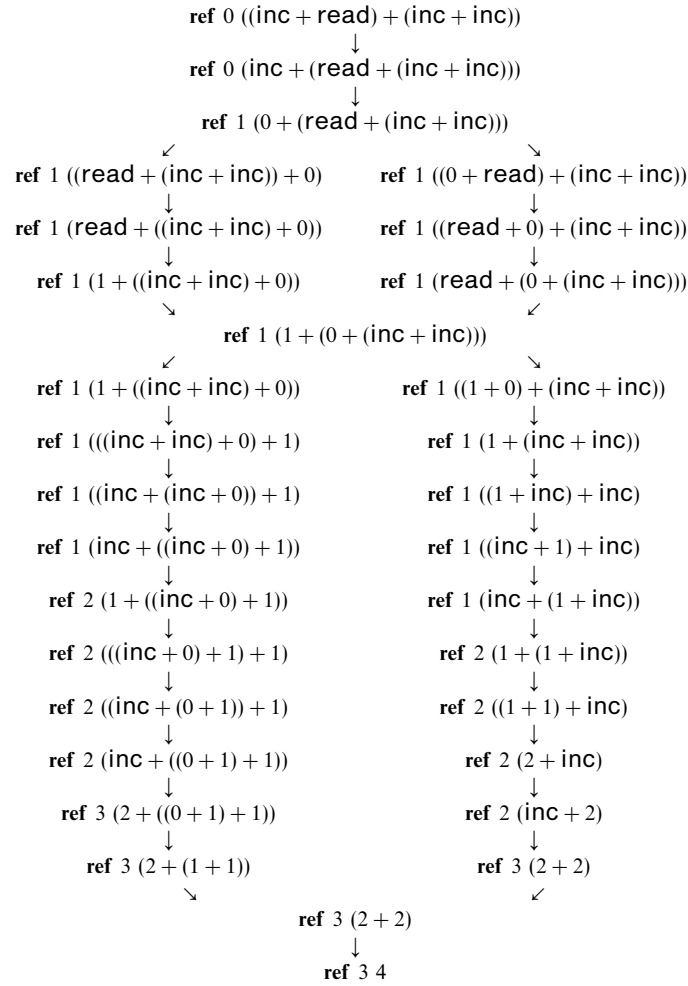 ref 0 ((inc + read) + (inc + inc))
↓
ref 0 (inc + (read + (inc + inc)))
↓
ref 1 (0 + (read + (inc + inc)))
↙ ↘
ref 1 ((read + (inc + inc)) + 0) ref 1 ((0 + read) + (inc + inc))
↓ ↓
ref 1 (read + ((inc + inc) + 0)) ref 1 ((read + 0) + (inc + inc))
↓ ↓
ref 1 (1 + ((inc + inc) + 0)) ref 1 (read + (0 + (inc + inc)))
↘ ↙
ref 1 (1 + (0 + (inc + inc)))
↙ ↘
ref 1 (1 + ((inc + inc) + 0)) ref 1 ((1 + 0) + (inc + inc))
↓ ↓
ref 1 (((inc + inc) + 0) + 1) ref 1 (1 + (inc + inc))
↓ ↓
ref 1 ((inc + (inc + 0)) + 1) ref 1 ((1 + inc) + inc)
↓ ↓
ref 1 (inc + ((inc + 0) + 1)) ref 1 ((inc + 1) + inc)
↓ ↓
ref 2 (1 + ((inc + 0) + 1)) ref 1 (inc + (1 + inc))
↓ ↓
ref 2 (((inc + 0) + 1) + 1) ref 2 (1 + (1 + inc))
↓ ↓
ref 2 ((inc + (0 + 1)) + 1) ref 2 ((1 + 1) + inc)
↓ ↓
ref 2 (inc + ((0 + 1) + 1)) ref 2 (2 + inc)
↓ ↓
ref 3 (2 + ((0 + 1) + 1)) ref 2 (inc + 2)
↓ ↓
ref 3 (2 + (1 + 1)) ref 3 (2 + 2)
↘ ↙
ref 3 (2 + 2)
↓
ref 3 4